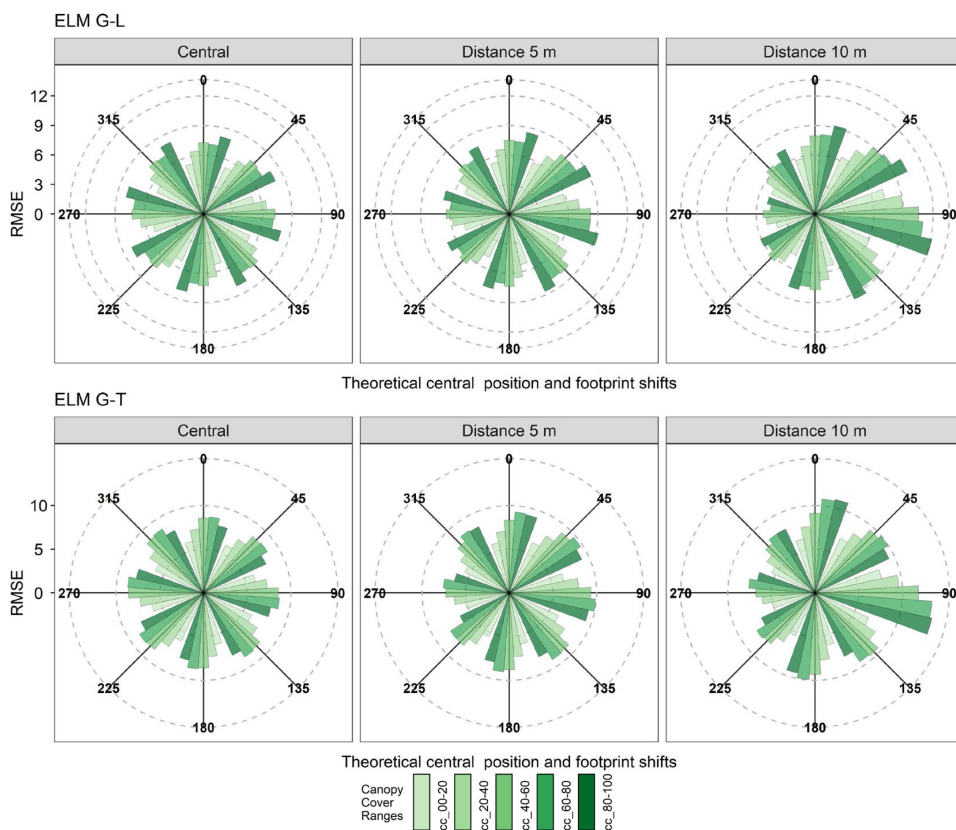 ELM G-L
Central
Distance 5 m
Distance 10 m
12
9
6
3
0
RMSE
0
45
90
135
180
225
270
315
0
45
90
135
180
225
270
315
0
45
90
135
180
225
270
315
Theoretical central position and footprint shifts
ELM G-T
Central
Distance 5 m
Distance 10 m
10
5
0
RMSE
0
45
90
135
180
225
270
315
0
45
90
135
180
225
270
315
0
45
90
135
180
225
270
315
Theoretical central position and footprint shifts
Canopy
Cover
Ranges
cc_00-20
cc_20-40
cc_40-60
cc_60-80
cc_80-100